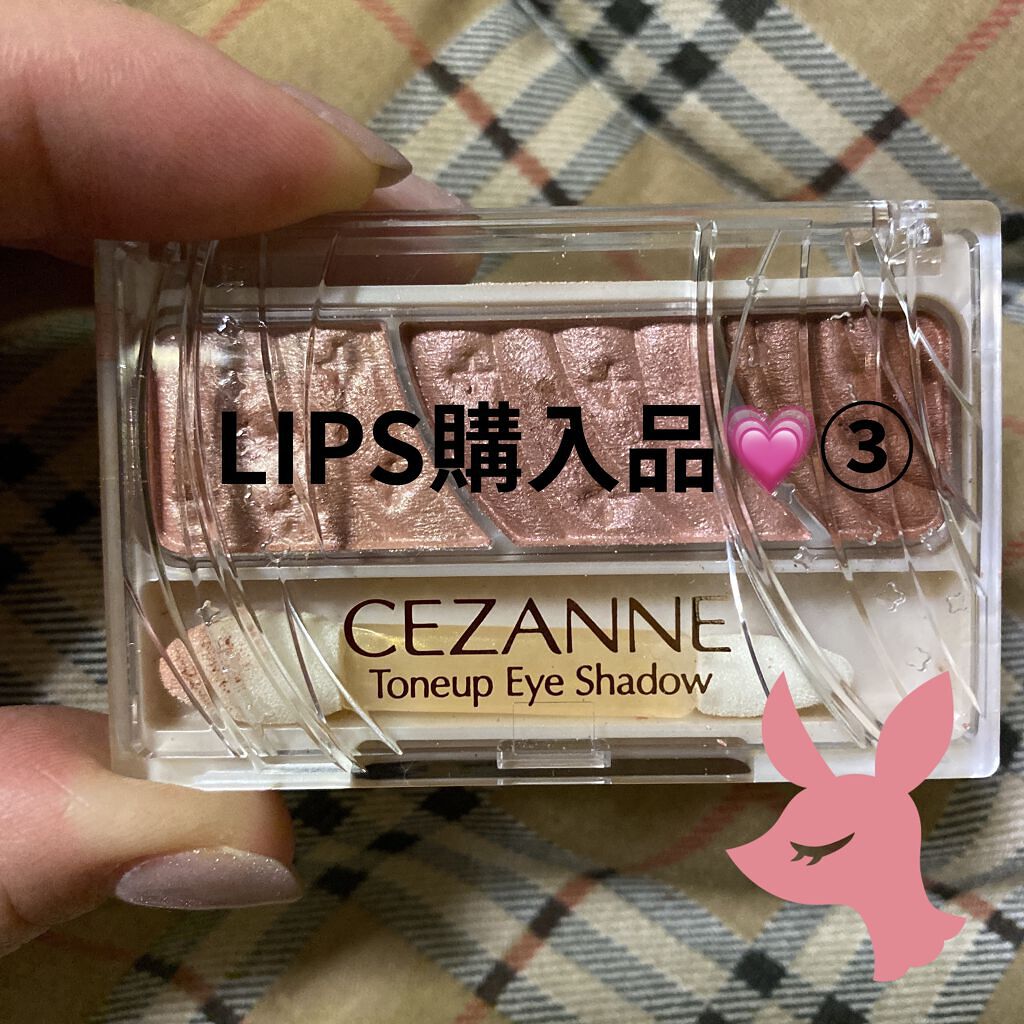 LIPS購入品💗③
CEZANNE
Toneup Eye Shadow